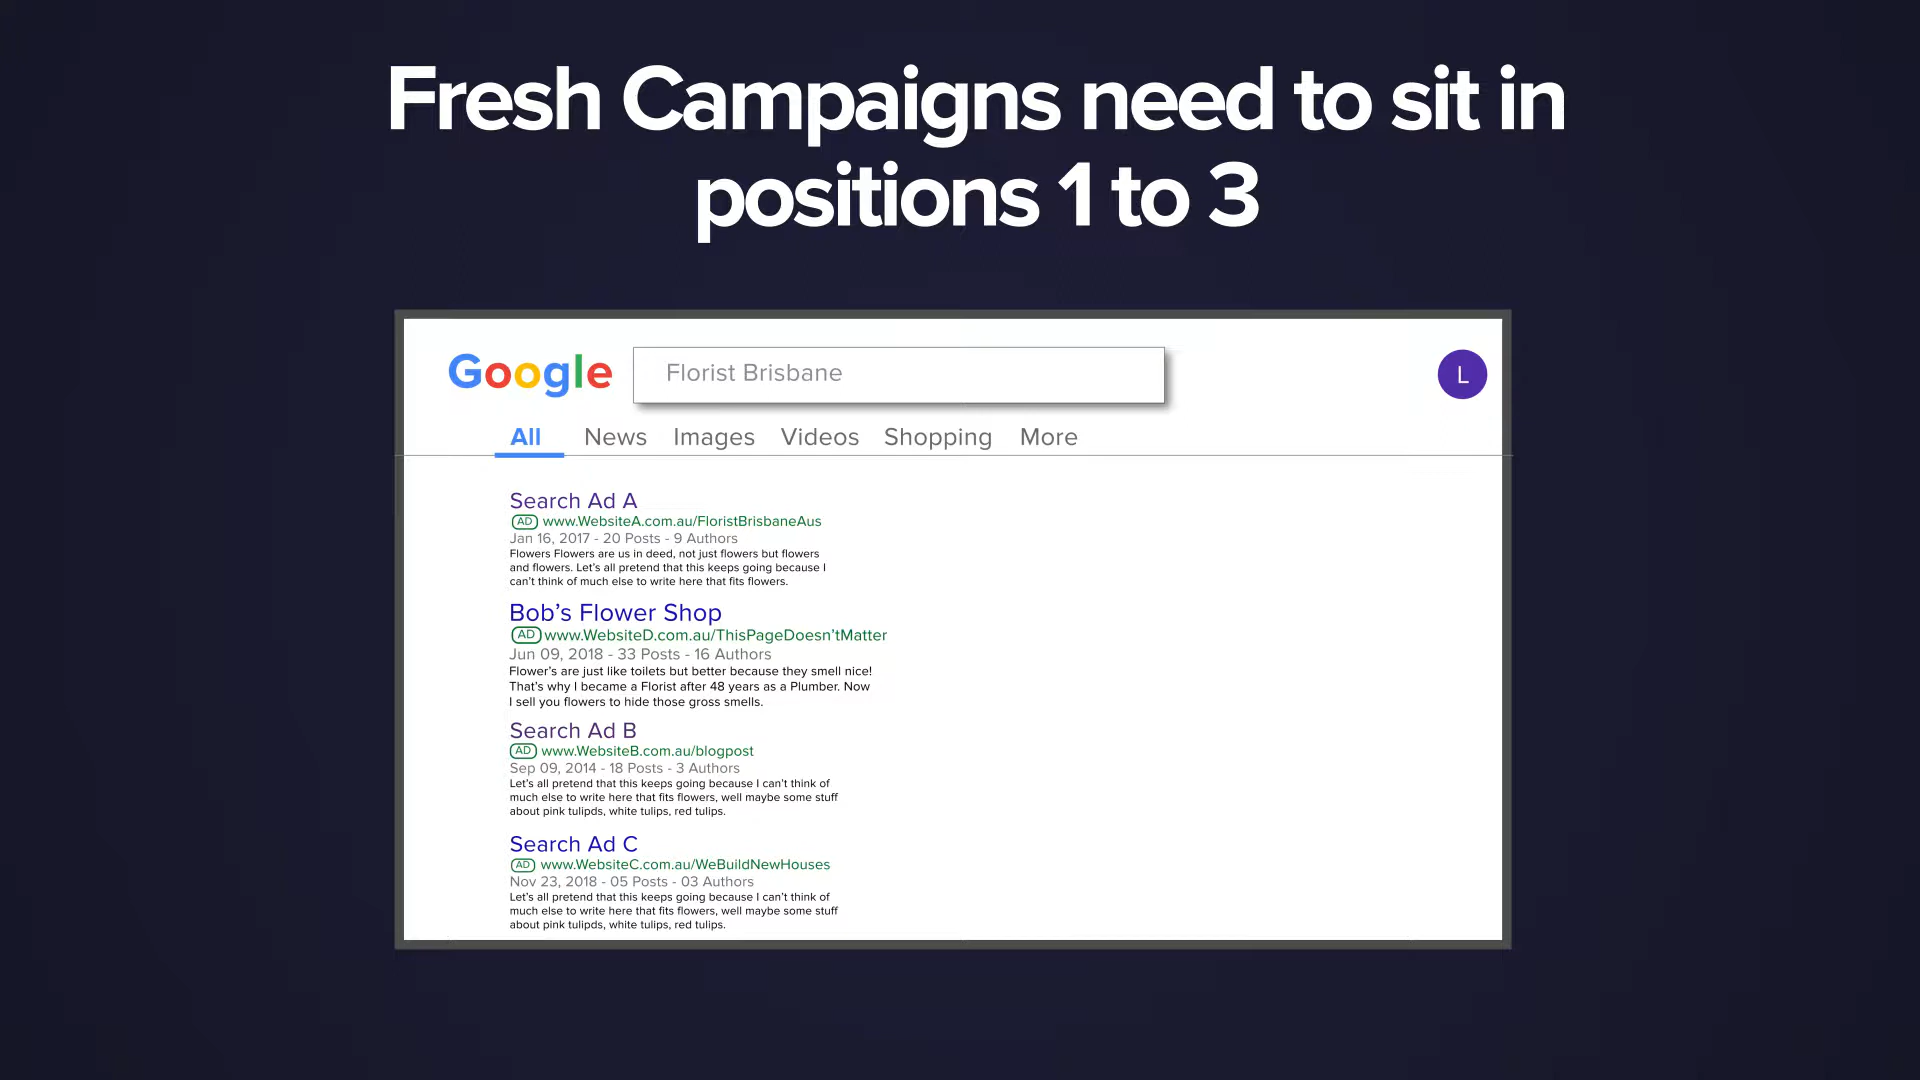 Fresh Campaigns need to sit in
positions 1 to 3
Google
Florist Brisbane
L
All News Images Videos Shopping More
Search Ad A
AD www.WebsiteA.com.au/FloristBrisbaneAus
Jan 16, 2017 - 20 Posts - 9 Authors
Flowers Flowers are us in deed, not just flowers but flowers
and flowers. Let's all pretend that this keeps going because I
can't think of much else to write here that fits flowers.
Bob's Flower Shop
AD www.WebsiteD.com.au/ThisPageDoesn'tMatter
Jun 09, 2018 - 33 Posts - 16 Authors
Flower's are just like toilets but better because they smell nice!
That's why I became a Florist after 48 years as a Plumber. Now
I sell you flowers to hide those gross smells.
Search Ad B
AD www.WebsiteB.com.au/blogpost
Sep 09, 2014 - 18 Posts - 3 Authors
Let's all pretend that this keeps going because I can't think of
much else to write here that fits flowers, well maybe some stuff
about pink tulipds, white tulips, red tulips.
Search Ad C
AD www.WebsiteC.com.au/WeBuildNewHouses
Nov 23, 2018 - 05 Posts - 03 Authors
Let's all pretend that this keeps going because I can't think of
much else to write here that fits flowers, well maybe some stuff
about pink tulipds, white tulips, red tulips.